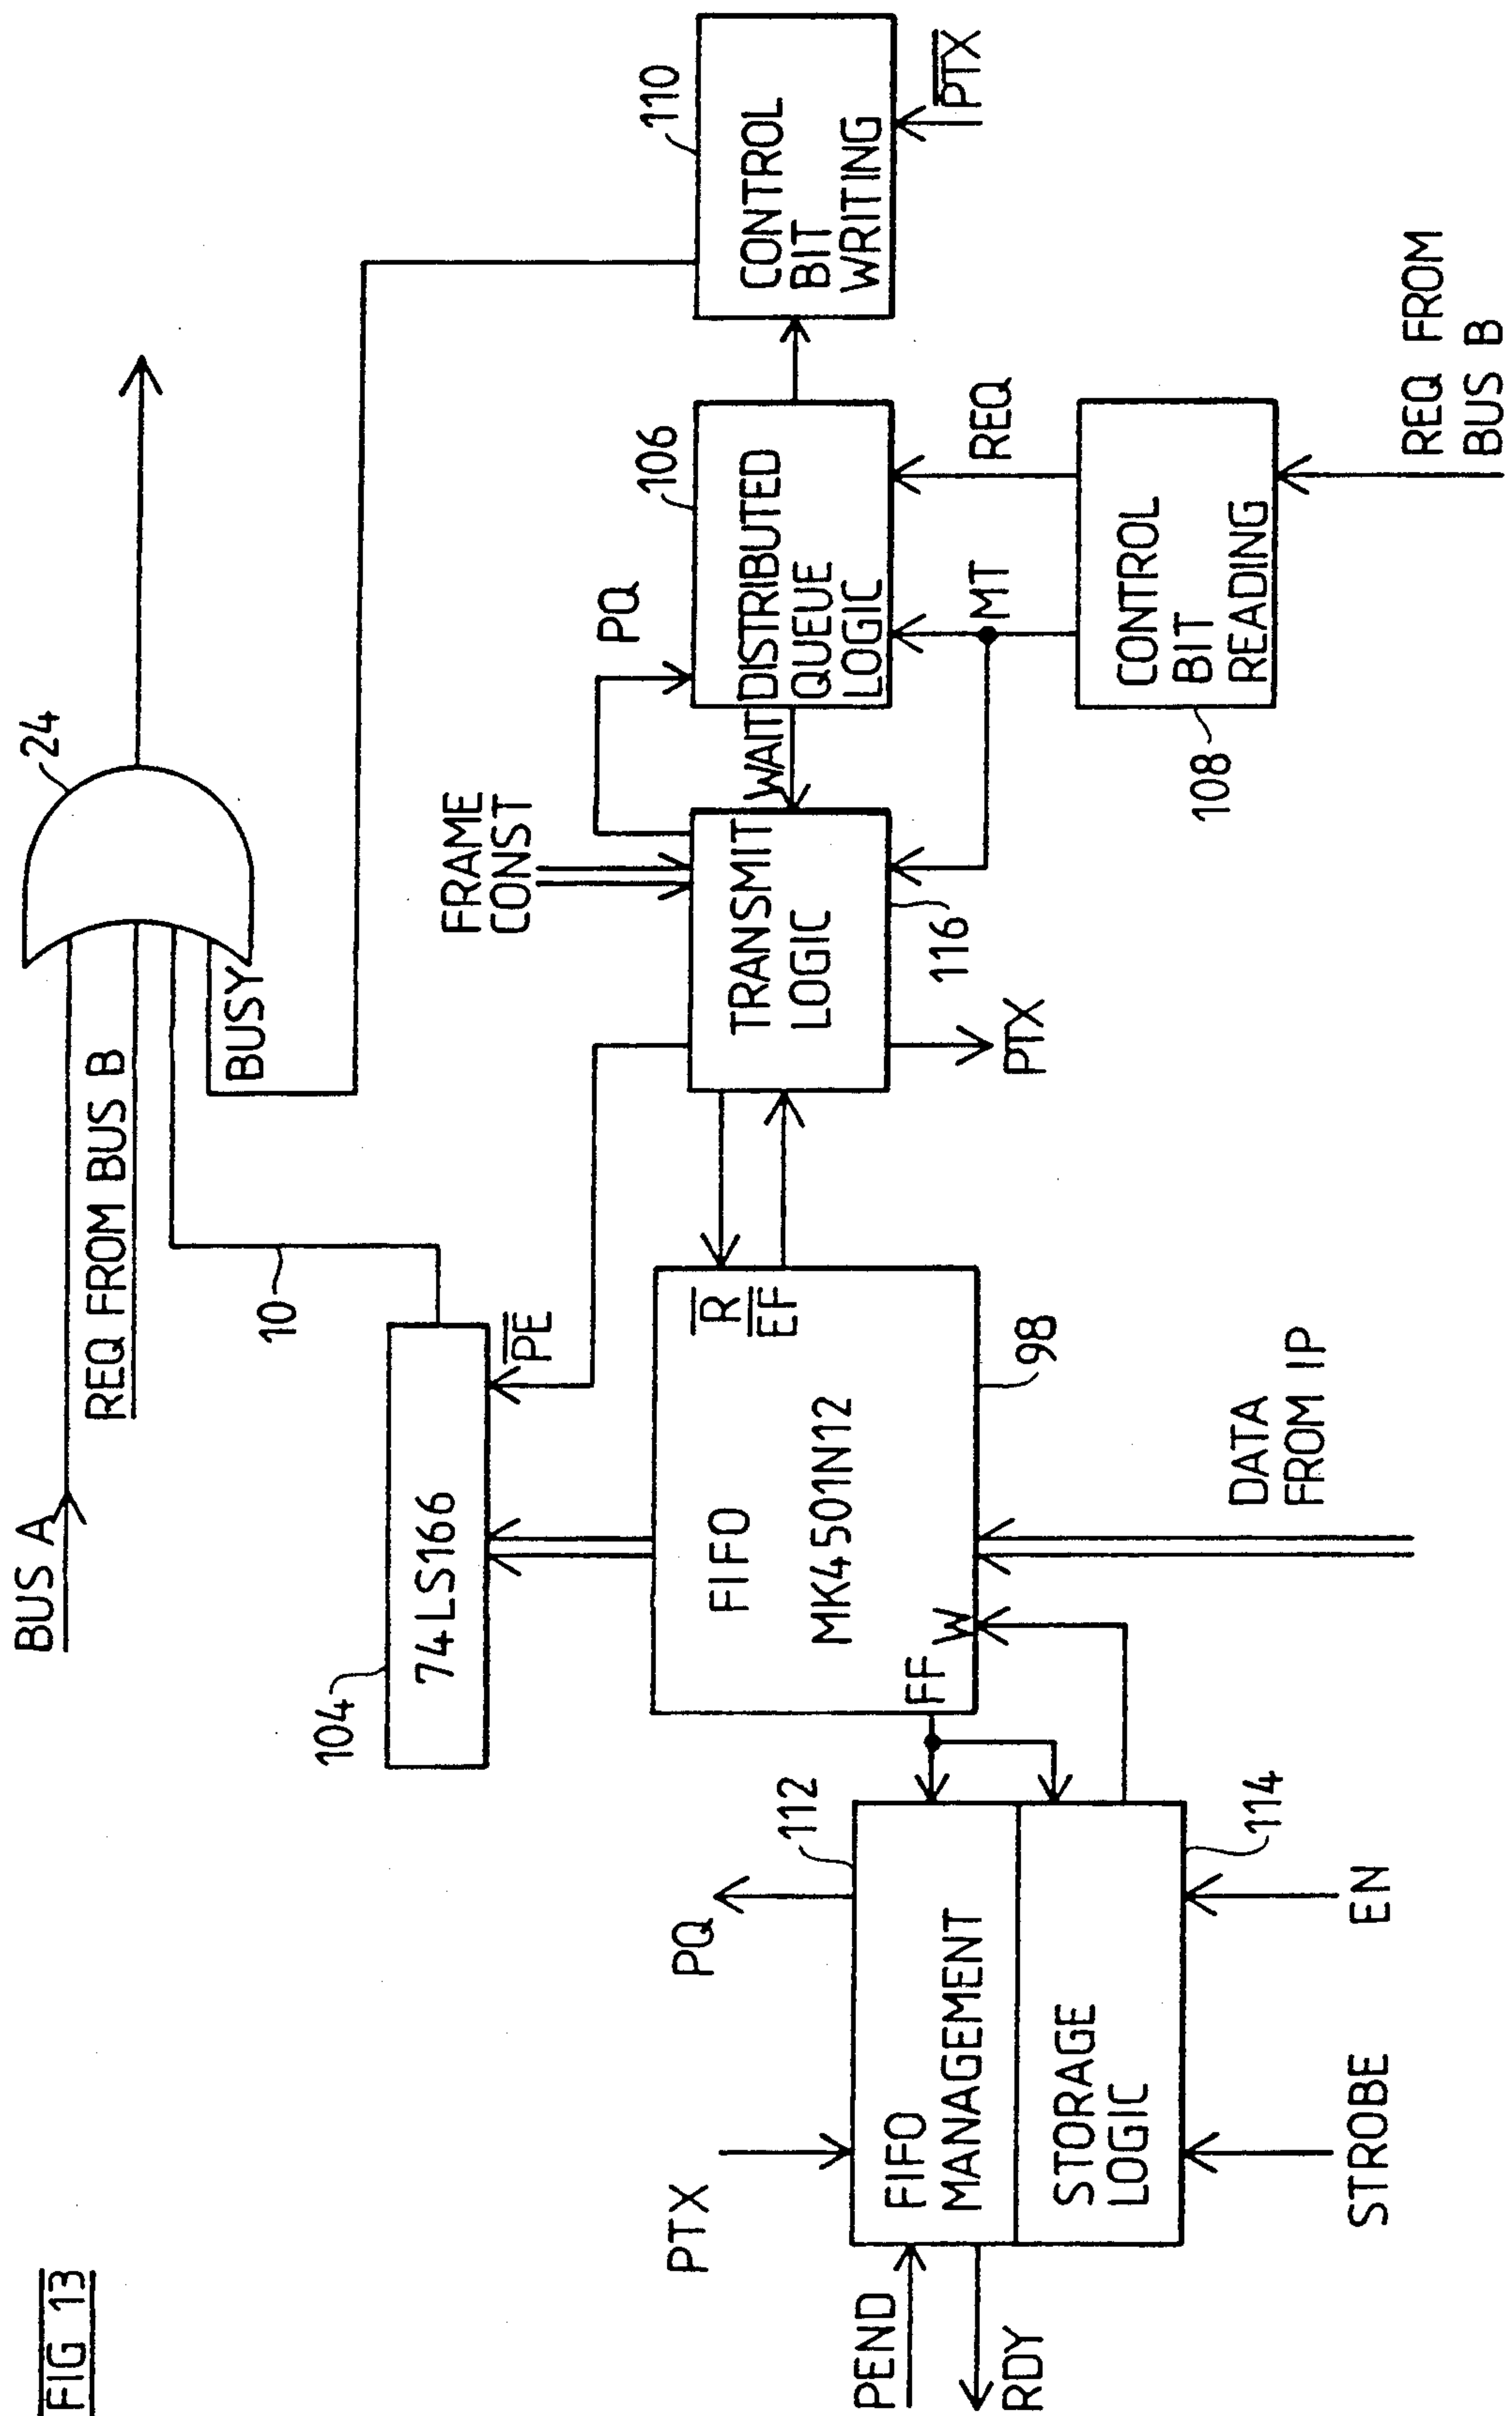 FIG 13
BUS A
REQ FROM BUS B
24
BUSY
10
104
74LS166
PE
FRAME
CONST
PQ
110
CONTROL
BIT
WRITING
PTX
106
DISTRIBUTED
QUEUE
LOGIC
WAIT
TRANSMIT
LOGIC
116
PTX
R
EF
FIFO
MK4501N12
FF
W
98
REQ
MT
CONTROL
BIT
READING
108
REQ FROM
BUS B
DATA
FROM IP
PTX
PQ
112
PEND
RDY
FIFO
MANAGEMENT
STORAGE
LOGIC
114
STROBE
EN